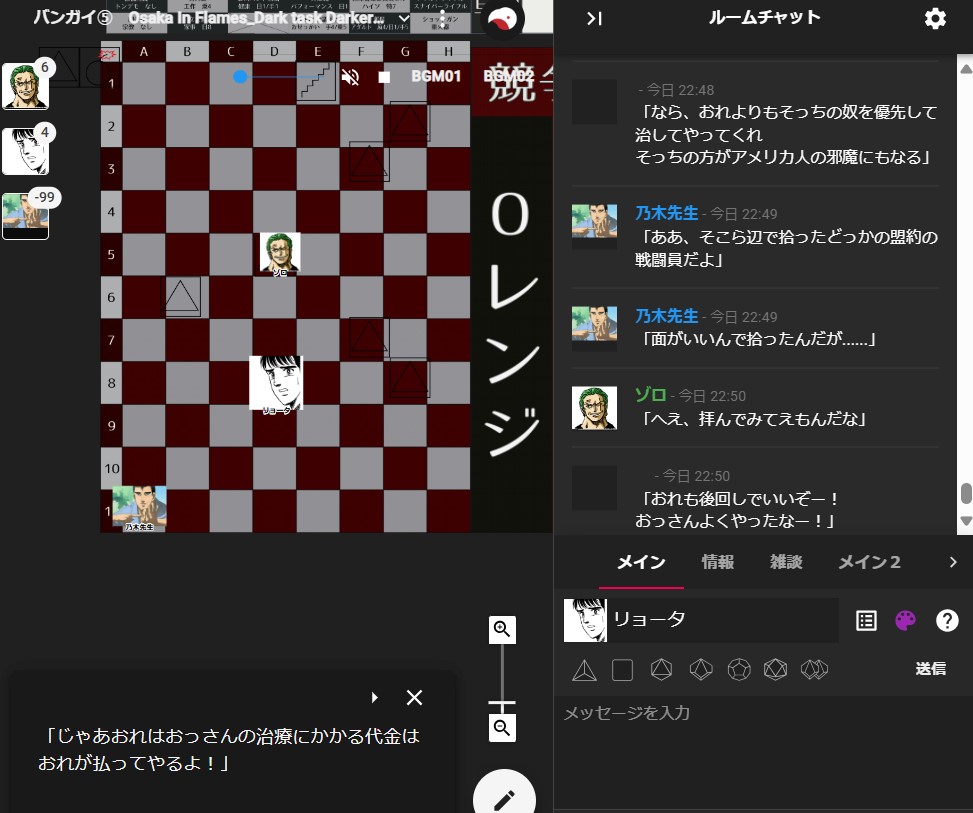 バンガイ⑤ Osaka In Flames_Dark task Darker...
BGM01
BGM02
A B C D E F G H
1
2
3
4
5
6
7
8
9
10
1
6
4
-99
ゾロ
リョータ
乃木先生
競
0レンジ
「じゃあおれはおっさんの治療にかかる代金は
おれが払ってやるよ！」
ルームチャット
- 今日 22:48
「なら、おれよりもそっちの奴を優先して
治してやってくれ
そっちの方がアメリカ人の邪魔にもなる」
乃木先生 - 今日 22:49
「ああ、そこら辺で拾ったどっかの盟約の
戦闘員だよ」
乃木先生 - 今日 22:49
「面がいいんで拾ったんだが......」
ゾロ - 今日 22:50
「へえ、拝んでみてえもんだな」
- 今日 22:50
「おれも後回しでいいぞー！
おっさんよくやったなー！」
メイン 情報 雑談 メイン２
リョータ
送信
メッセージを入力